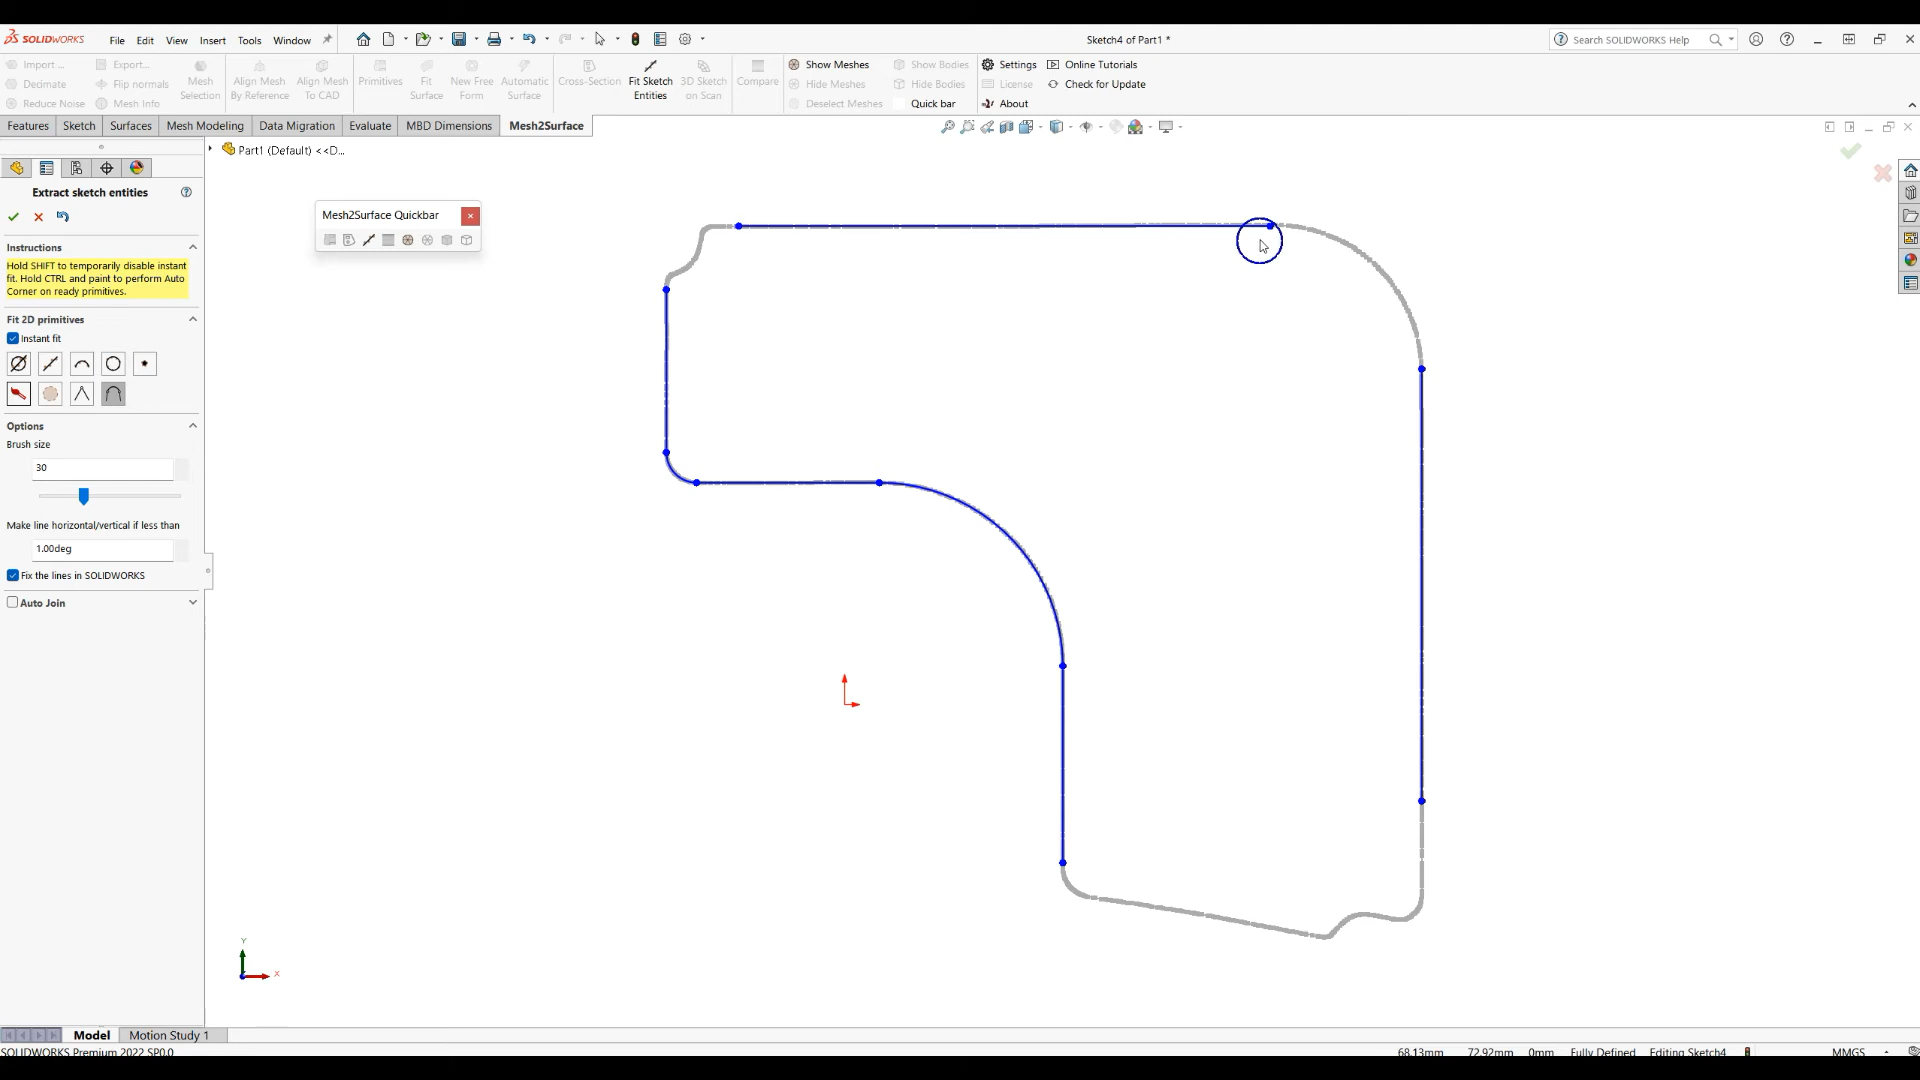 SOLIDWORKS
File Edit View Insert Tools Window
Sketch4 of Part1 *
Search SOLIDWORKS Help
Import ...
Decimate
Reduce Noise
Export...
Flip normals
Mesh Info
Mesh
Selection
Align Mesh
By Reference
Align Mesh
To CAD
Primitives
Fit
Surface
New Free
Form
Automatic
Surface
Cross-Section
Fit Sketch
Entities
3D Sketch
on Scan
Compare
Show Meshes
Hide Meshes
Deselect Meshes
Show Bodies
Hide Bodies
Quick bar
Settings
License
About
Online Tutorials
Check for Update
Features Sketch Surfaces Mesh Modeling Data Migration Evaluate MBD Dimensions Mesh2Surface
Part1 (Default) <<D...
Extract sketch entities
Instructions
Hold SHIFT to temporarily disable instant
fit. Hold CTRL and paint to perform Auto
Corner on ready primitives.
Fit 2D primitives
Instant fit
Options
Brush size
30
Make line horizontal/vertical if less than
1.00deg
Fix the lines in SOLIDWORKS
Auto Join
Mesh2Surface Quickbar
Y
X
Model Motion Study 1
SOLIDWORKS Premium 2022 SP0.0
68.13mm 72.92mm 0mm Fully Defined Editing Sketch4 MMGS